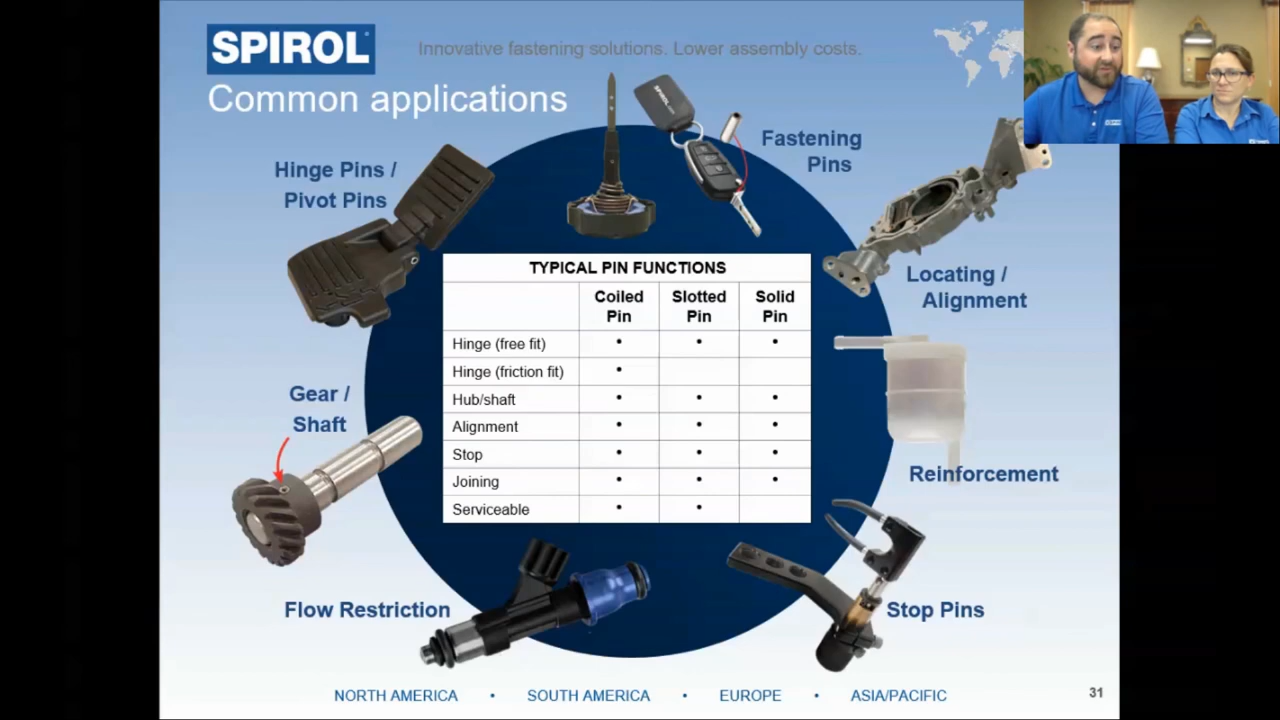 SPIROL
Innovative fastening solutions. Lower assembly costs.
Common applications
Hinge Pins /
Pivot Pins
SPIROL
Fastening
Pins
Locating /
Alignment
Gear /
Shaft
Reinforcement
Flow Restriction
Stop Pins
TYPICAL PIN FUNCTIONS
Coiled Pin Slotted Pin Solid Pin
Hinge (free fit) • • •
Hinge (friction fit) •
Hub/shaft • • •
Alignment • • •
Stop • • •
Joining • • •
Serviceable • •
NORTH AMERICA • SOUTH AMERICA • EUROPE • ASIA/PACIFIC
31